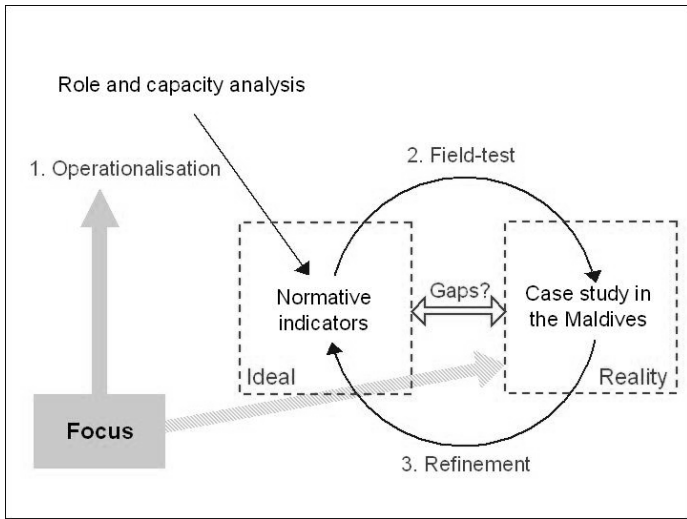 Role and capacity analysis
1. Operationalisation
2. Field-test
Normative
indicators
Gaps?
Case study in
the Maldives
Ideal
Reality
Focus
3. Refinement